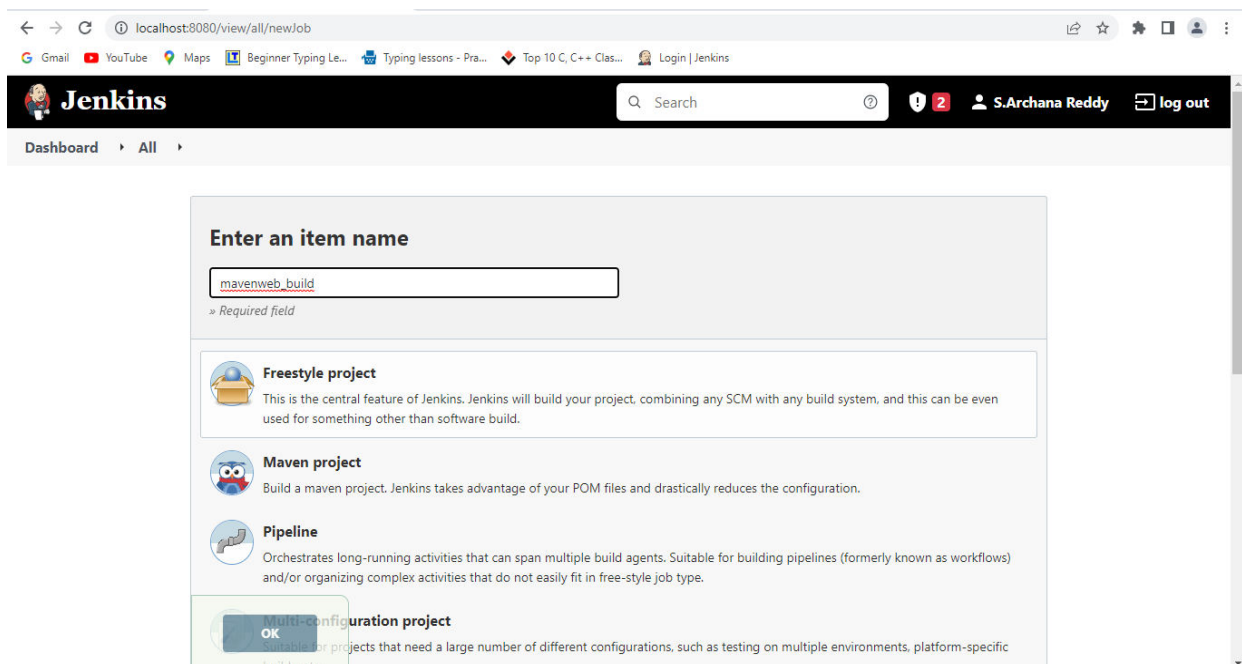 localhost:8080/view/all/newJob
Gmail YouTube Maps Beginner Typing Le... Typing lessons - Pra... Top 10 C, C++ Clas... Login | Jenkins
Jenkins Search 2 S.Archana Reddy log out
Dashboard All
Enter an item name
mavenweb_build
» Required field
Freestyle project
This is the central feature of Jenkins. Jenkins will build your project, combining any SCM with any build system, and this can be even
used for something other than software build.
Maven project
Build a maven project. Jenkins takes advantage of your POM files and drastically reduces the configuration.
Pipeline
Orchestrates long-running activities that can span multiple build agents. Suitable for building pipelines (formerly known as workflows)
and/or organizing complex activities that do not easily fit in free-style job type.
Multi-configuration project
OK
Suitable for projects that need a large number of different configurations, such as testing on multiple environments, platform-specific